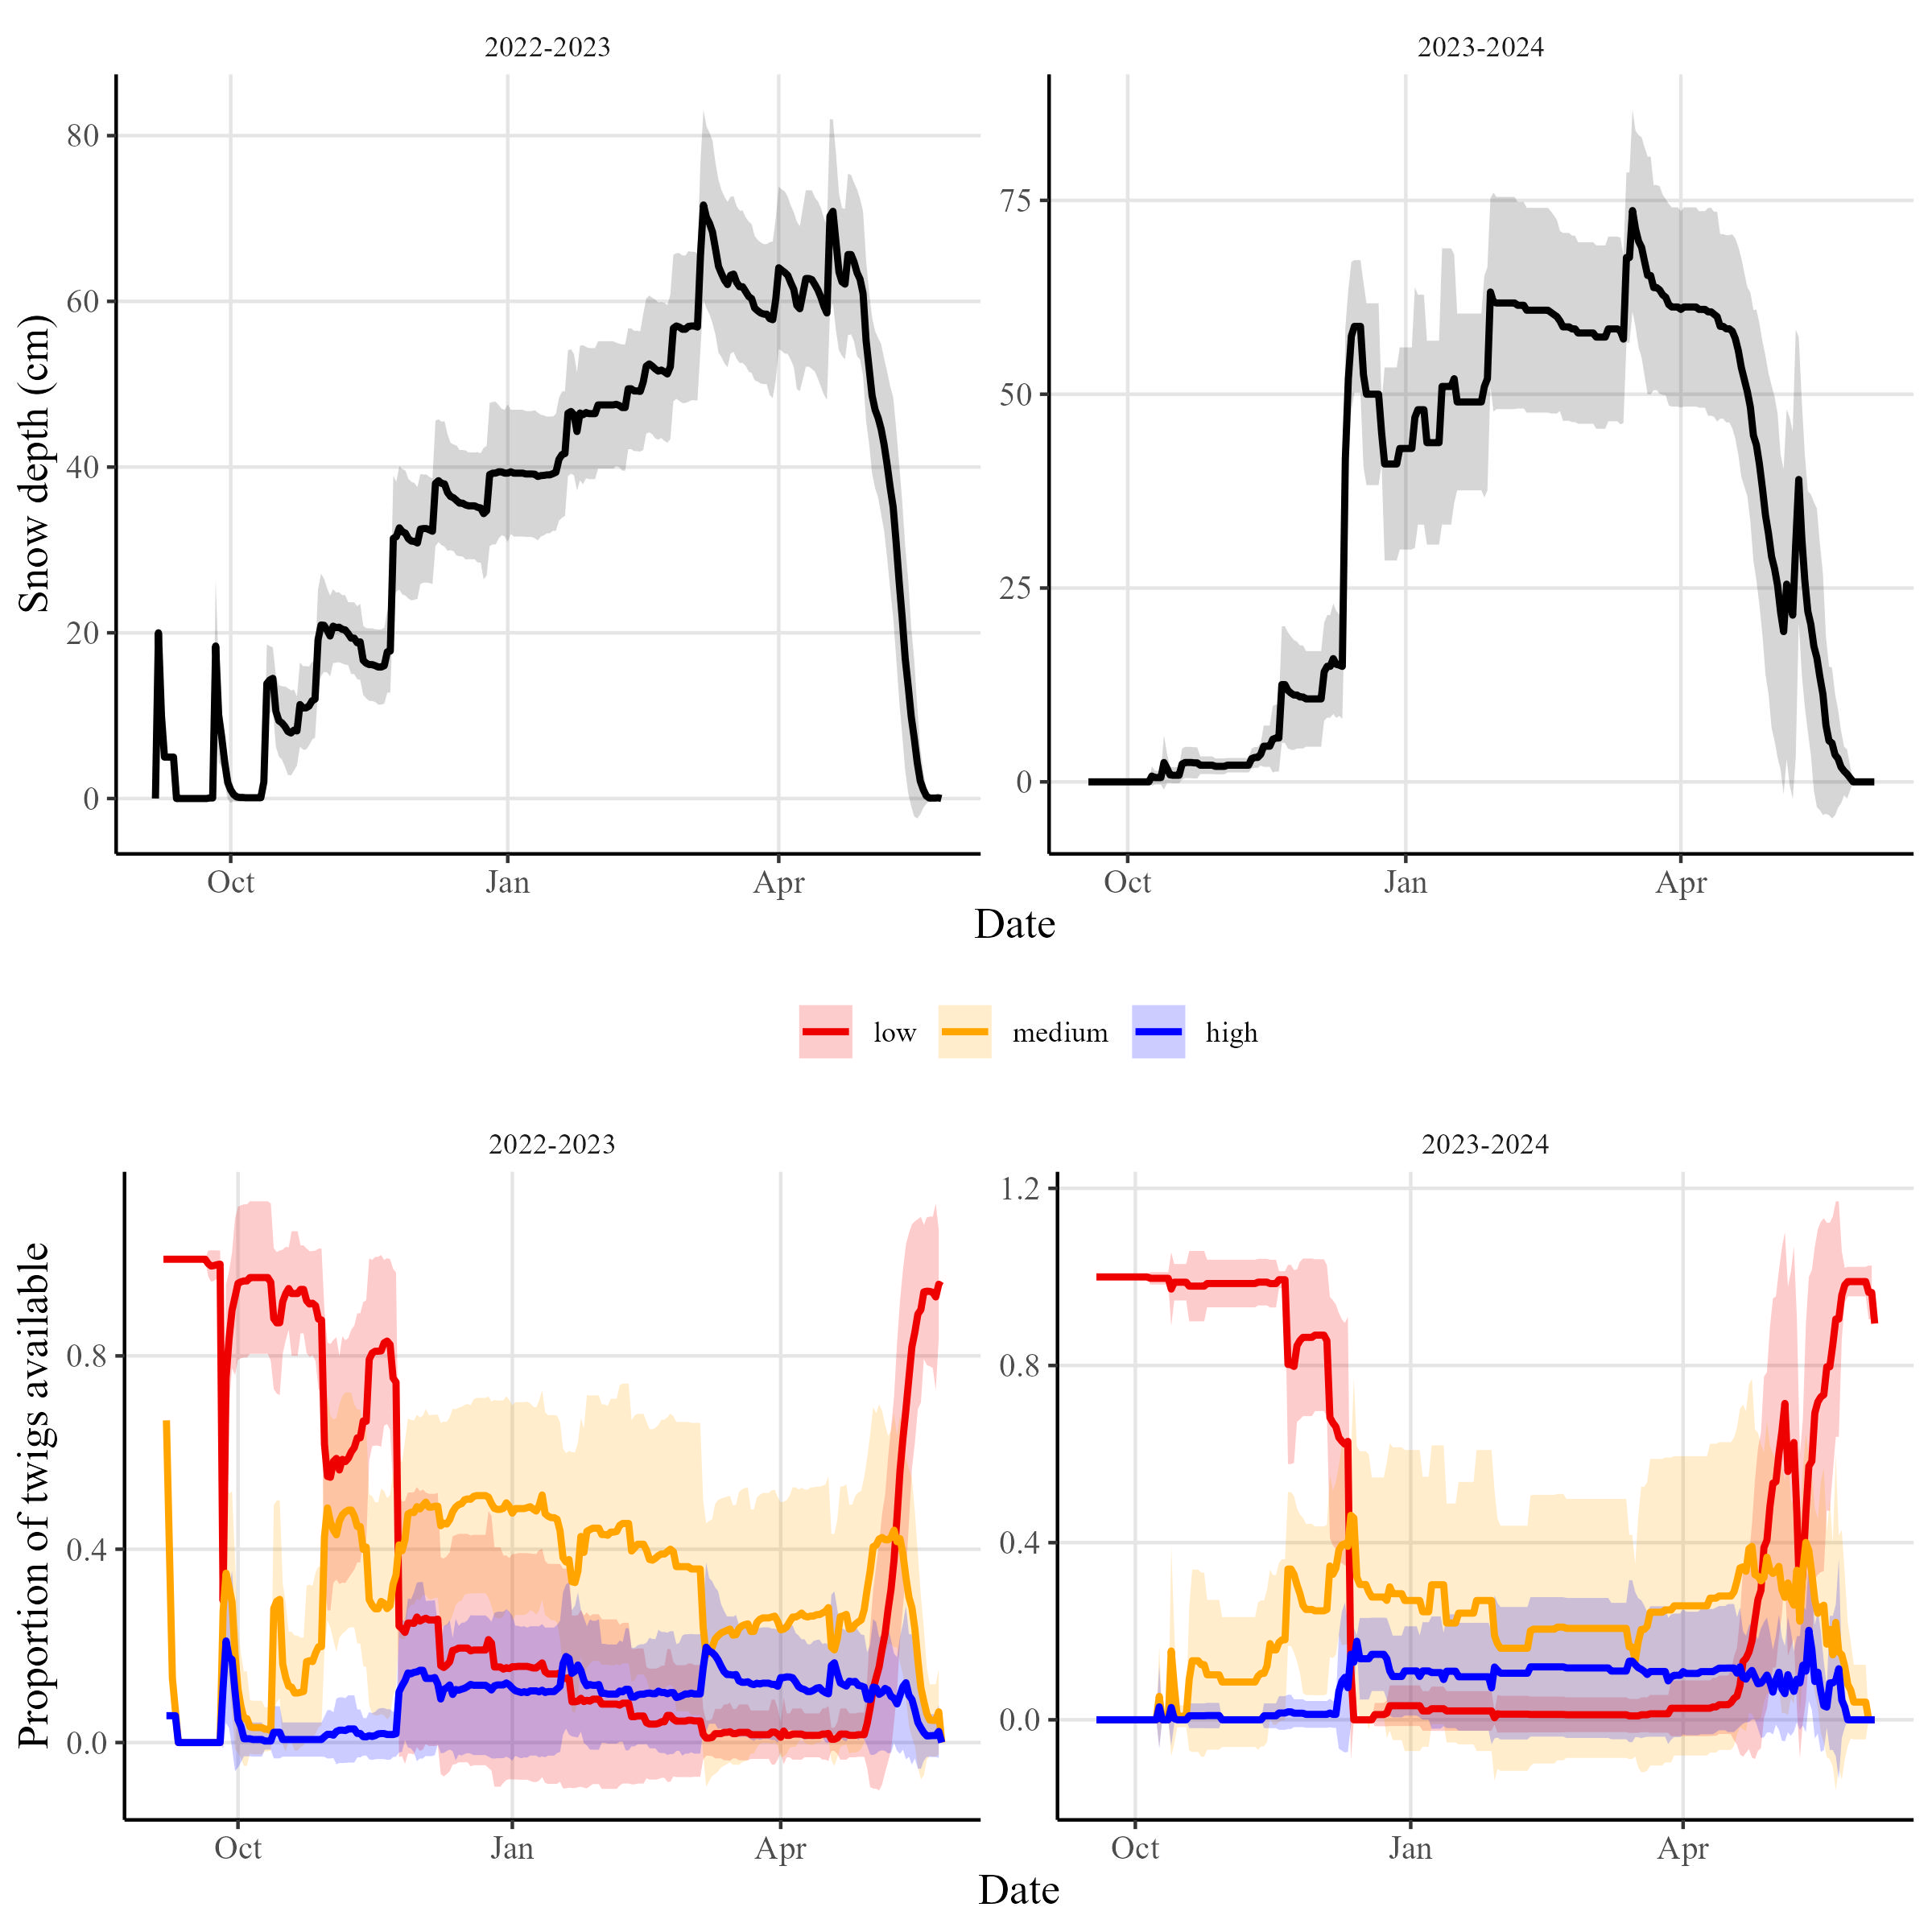 2022-2023 2023-2024
Snow depth (cm)
80
60
40
20
0
75
50
25
0
Oct Jan Apr Oct Jan Apr
Date
low medium high
2022-2023 2023-2024
Proportion of twigs available
0.8
0.4
0.0
1.2
0.8
0.4
0.0
Oct Jan Apr Oct Jan Apr
Date